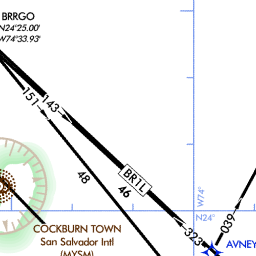 BRRGO
N24°25.00'
W74°33.93'
151
143
BR1L
48
46
W74°
N24°
039
323
COCKBURN TOWN
San Salvador Intl
(MYSM)
AVNEY